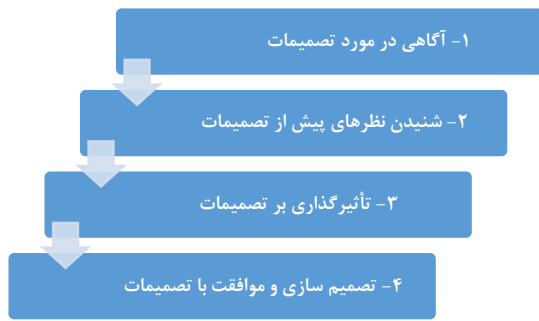 ۱- آگاهی در مورد تصمیمات
۲- شنیدن نظرهای پیش از تصمیمات
۳- تأثیرگذاری بر تصمیمات
۴- تصمیم سازی و موافقت با تصمیمات